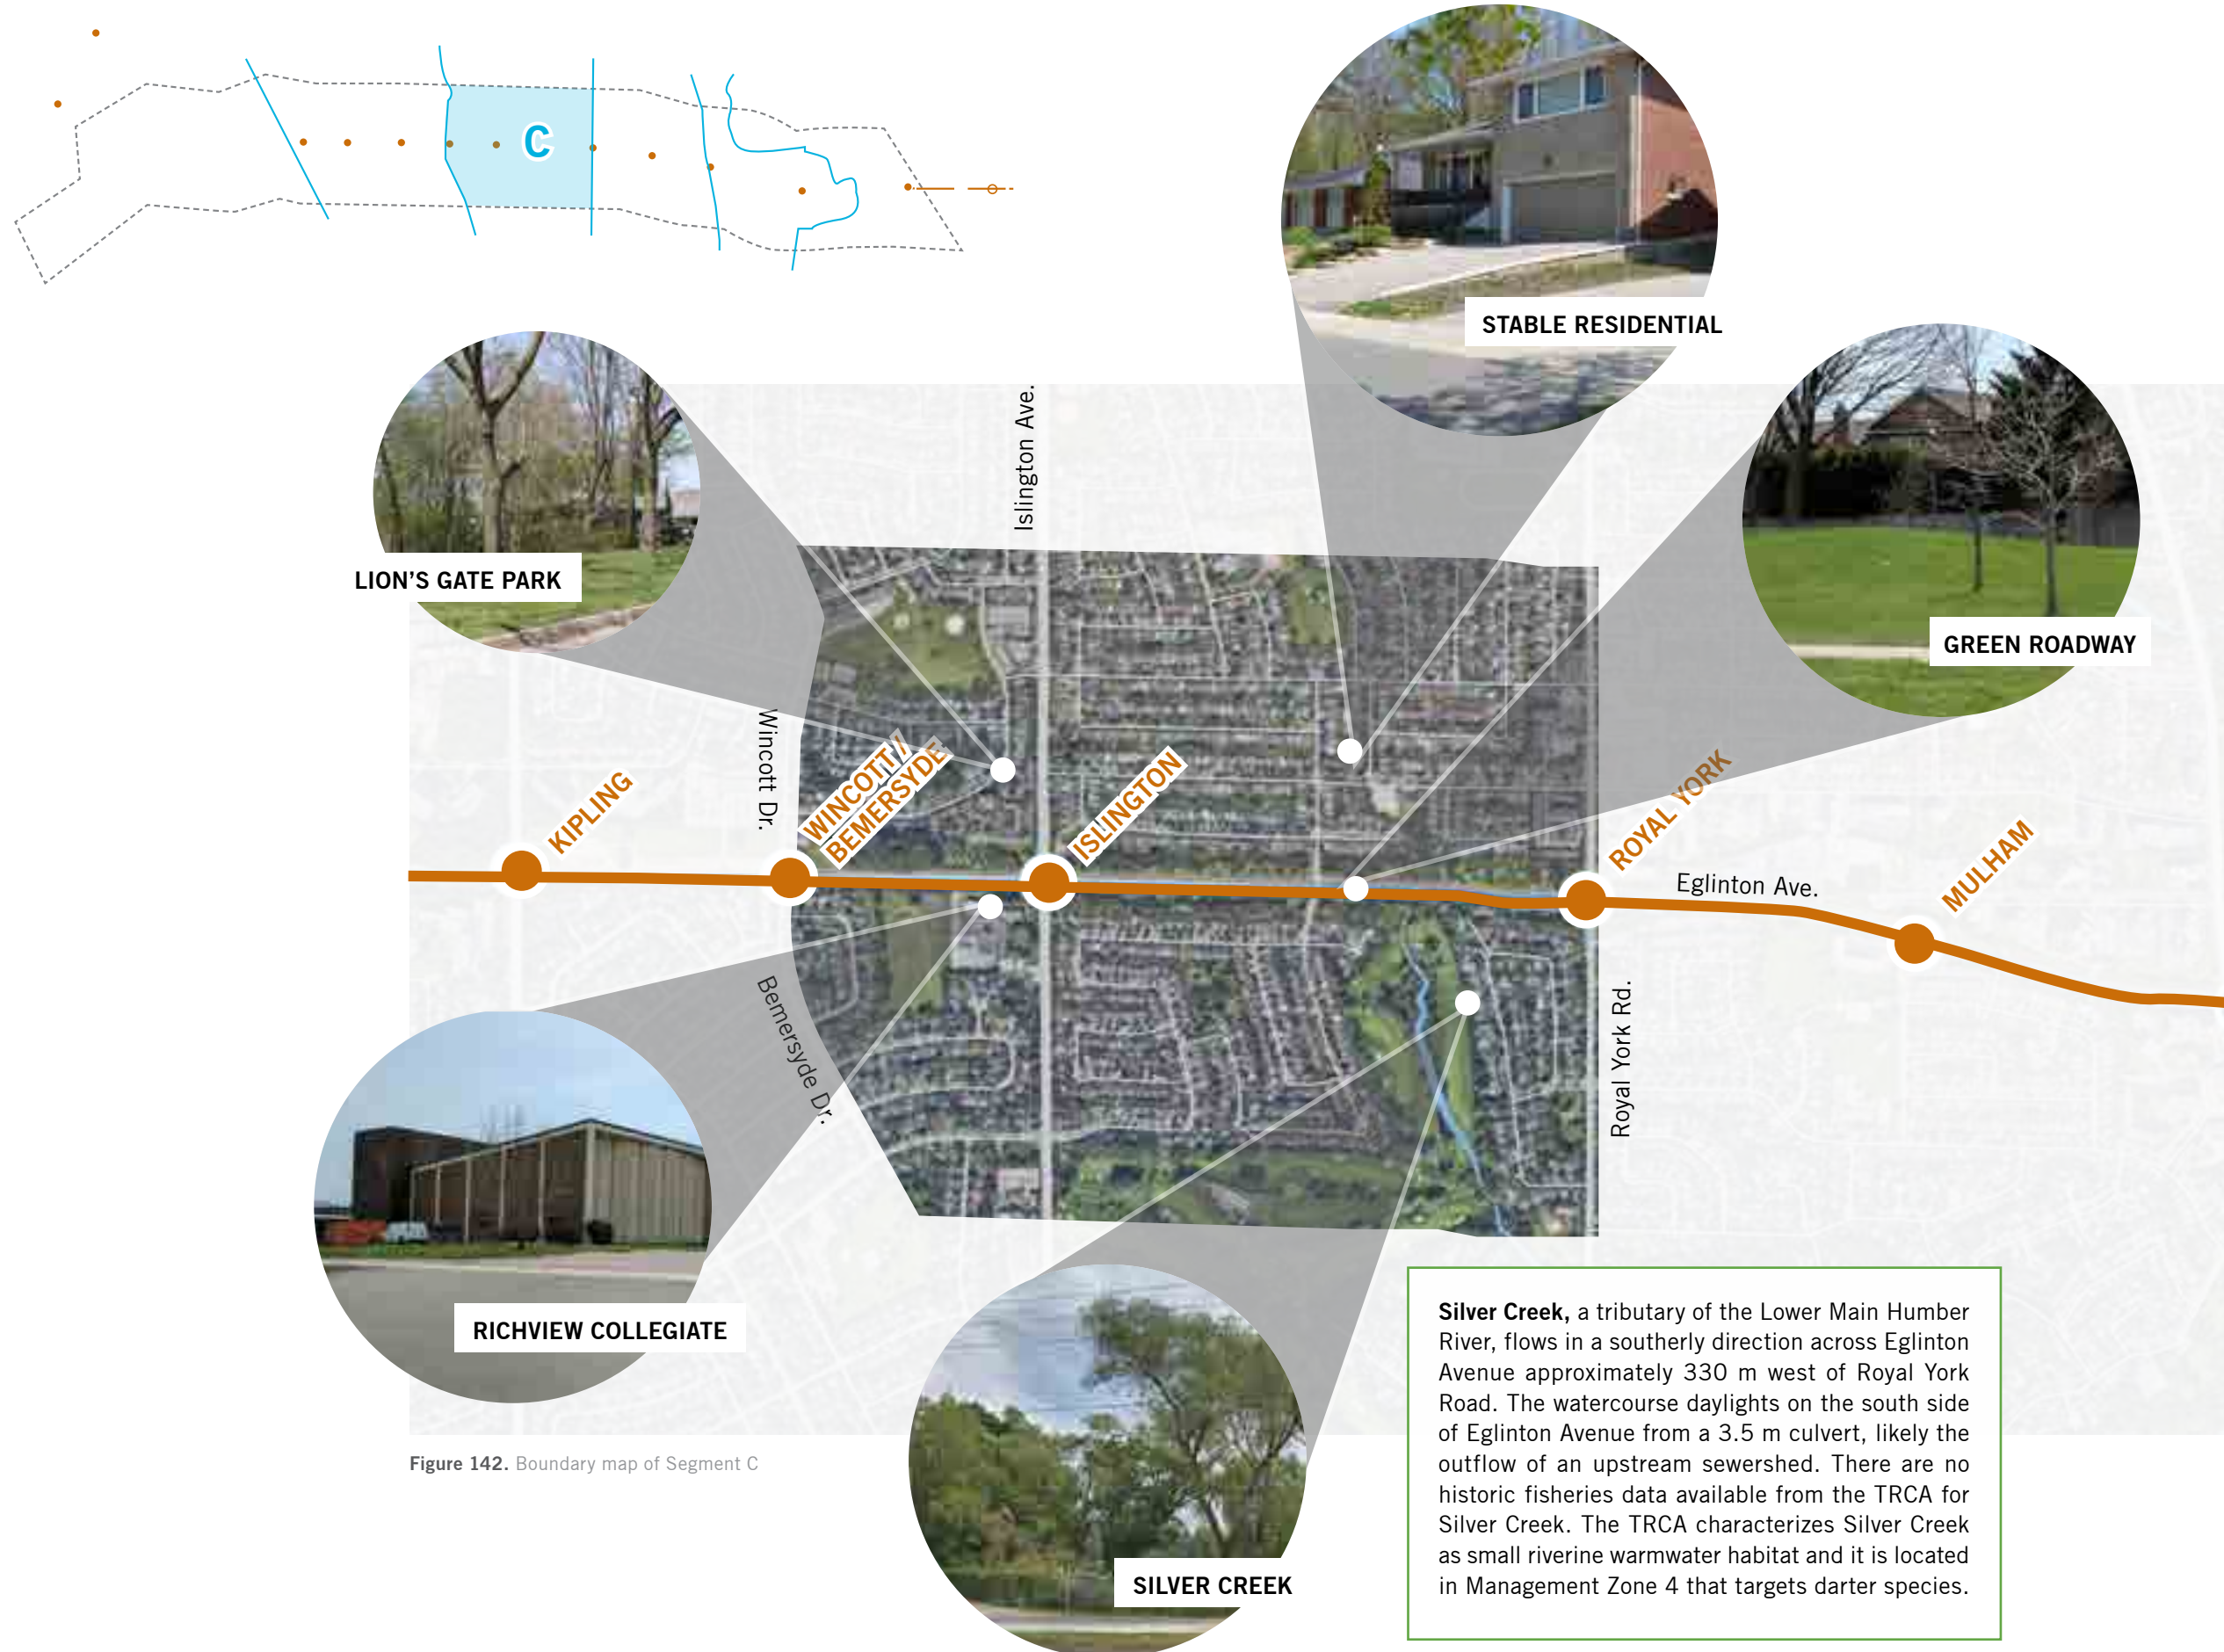 C
STABLE RESIDENTIAL
LION'S GATE PARK
Islington Ave.
GREEN ROADWAY
Wincott Dr.
KIPLING
WINCOTT /
BEMERSYDE
ISLINGTON
ROYAL YORK
Eglinton Ave.
MULHAM
Bemersyde Dr.
Royal York Rd.
RICHVIEW COLLEGIATE
SILVER CREEK
Silver Creek, a tributary of the Lower Main Humber
River, flows in a southerly direction across Eglinton
Avenue approximately 330 m west of Royal York
Road. The watercourse daylights on the south side
of Eglinton Avenue from a 3.5 m culvert, likely the
outflow of an upstream sewershed. There are no
historic fisheries data available from the TRCA for
Silver Creek. The TRCA characterizes Silver Creek
as small riverine warmwater habitat and it is located
in Management Zone 4 that targets darter species.
Figure 142. Boundary map of Segment C